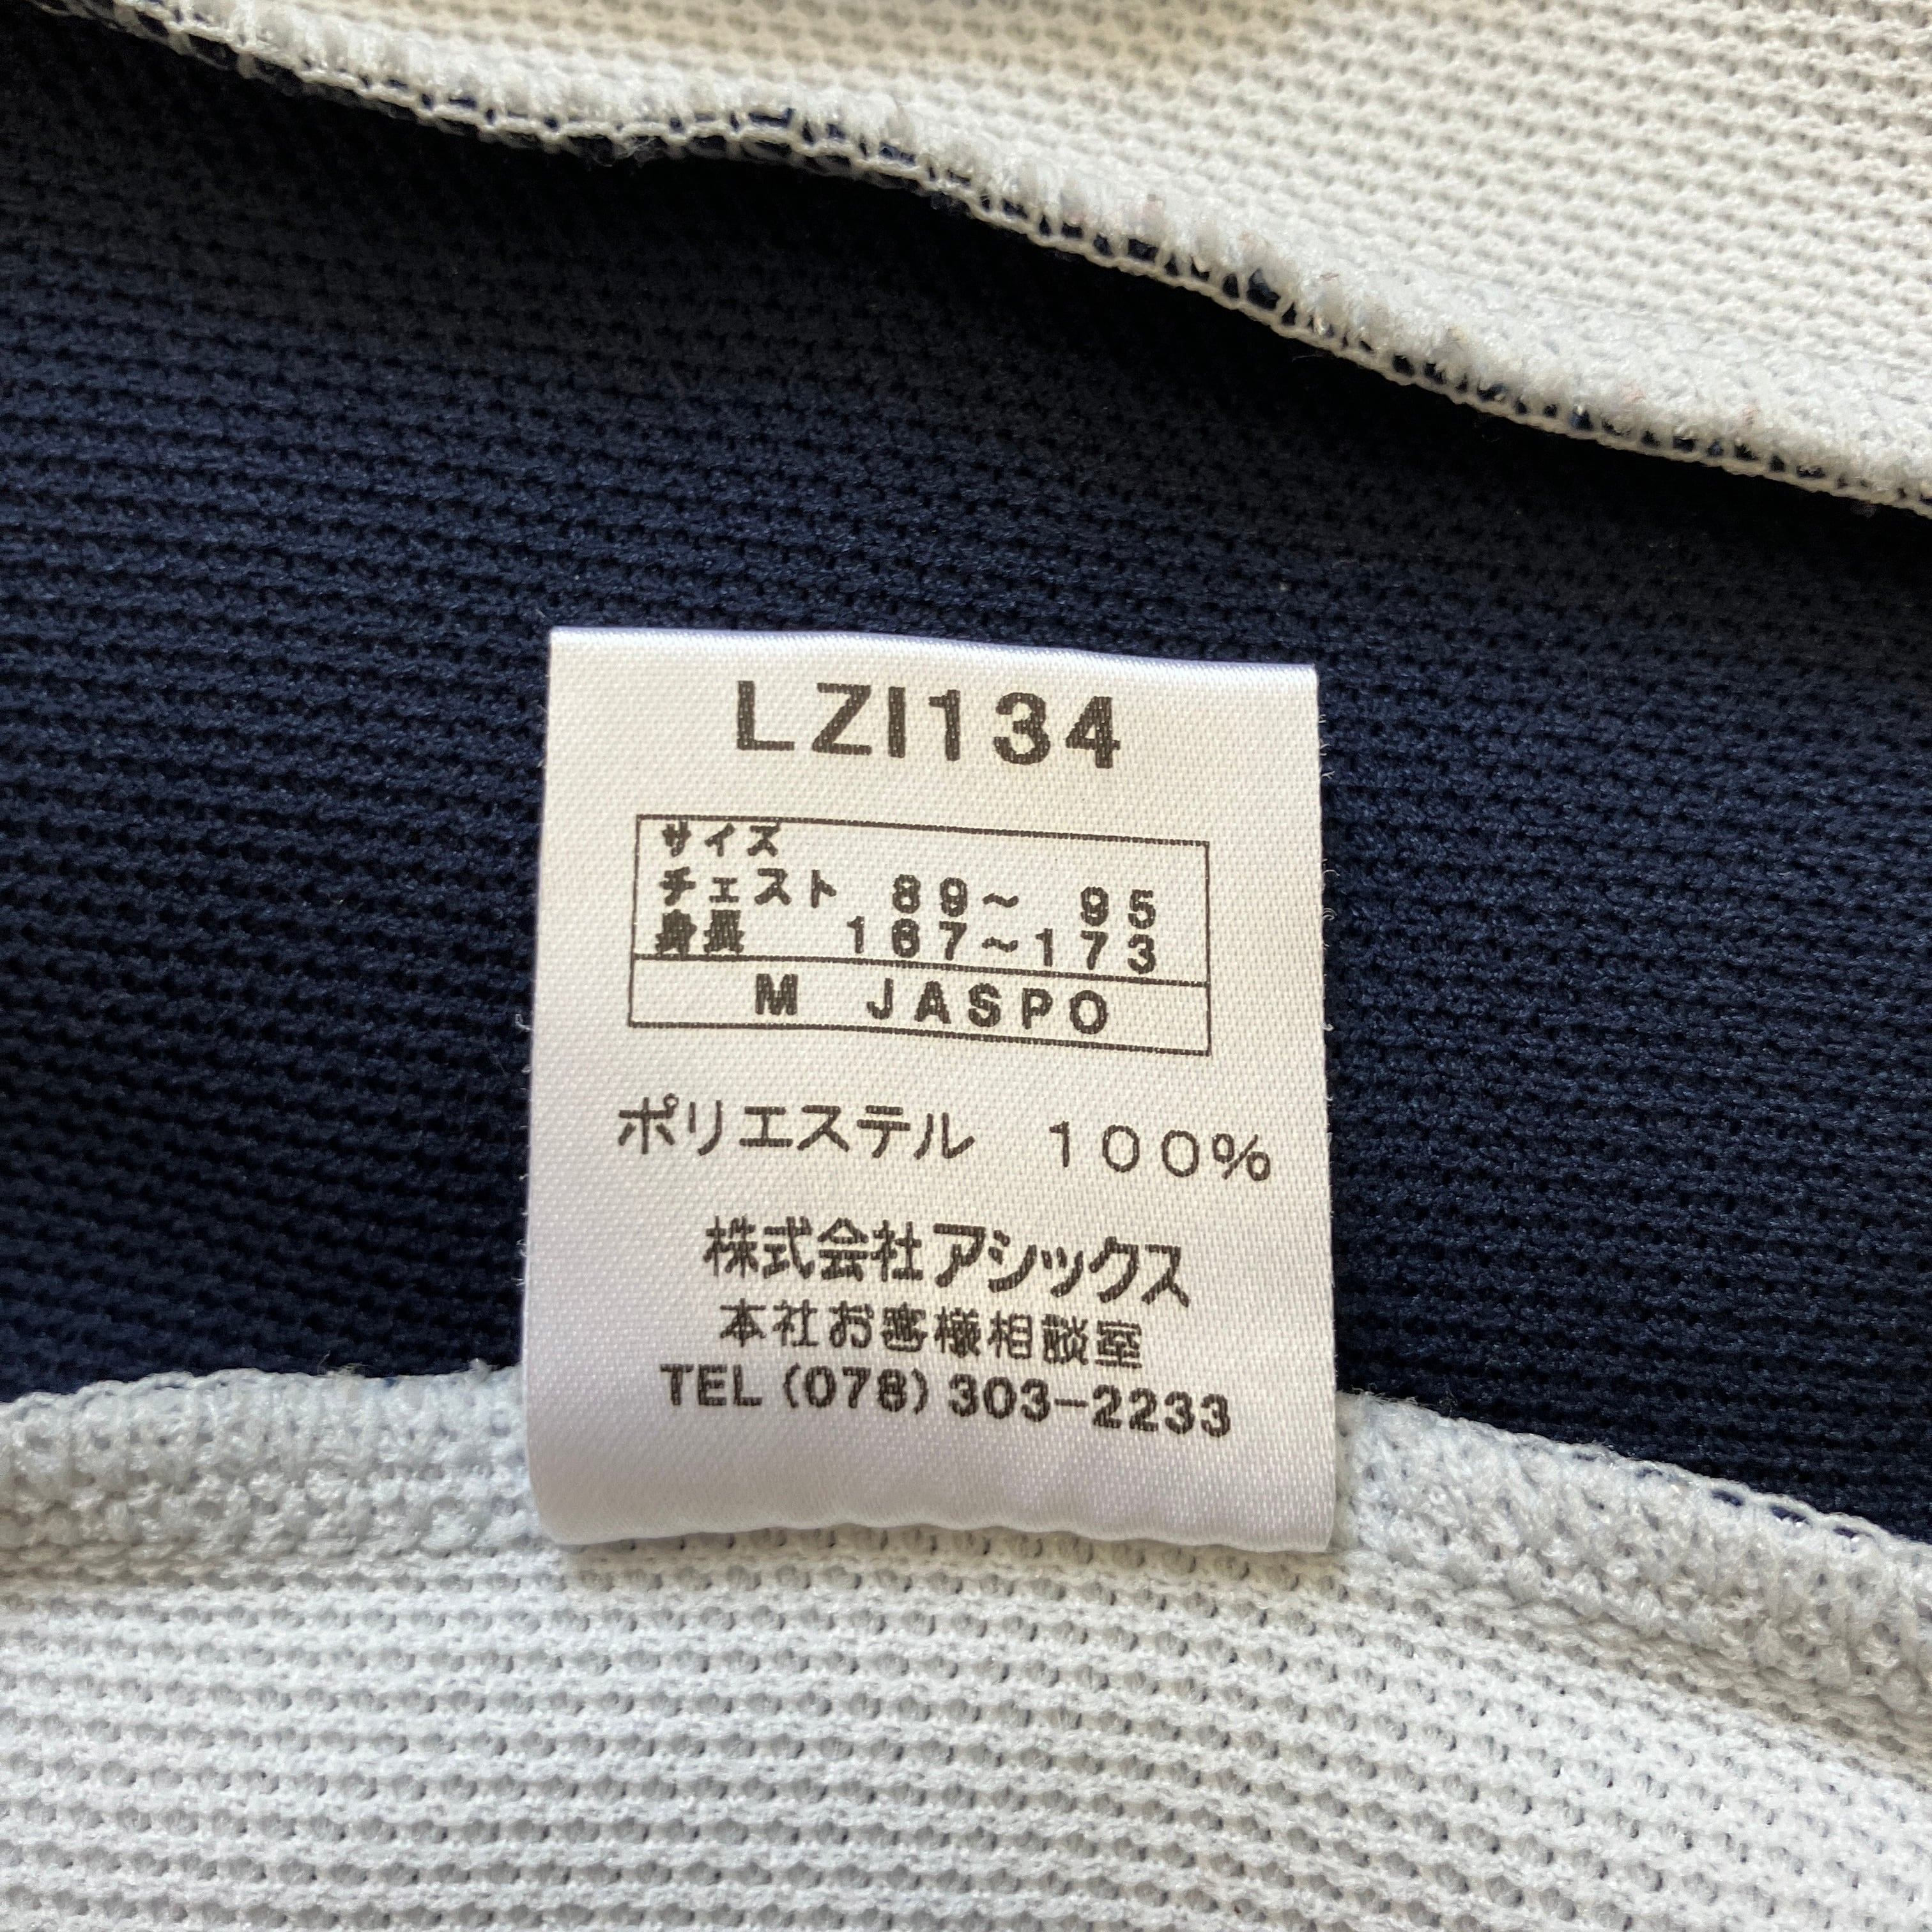 LZI134
サイズ
チェスト 89～ 95
身長 167～173
M JASPO
ポリエステル 100%
株式会社アシックス
本社お客様相談室
TEL(078)303-2233